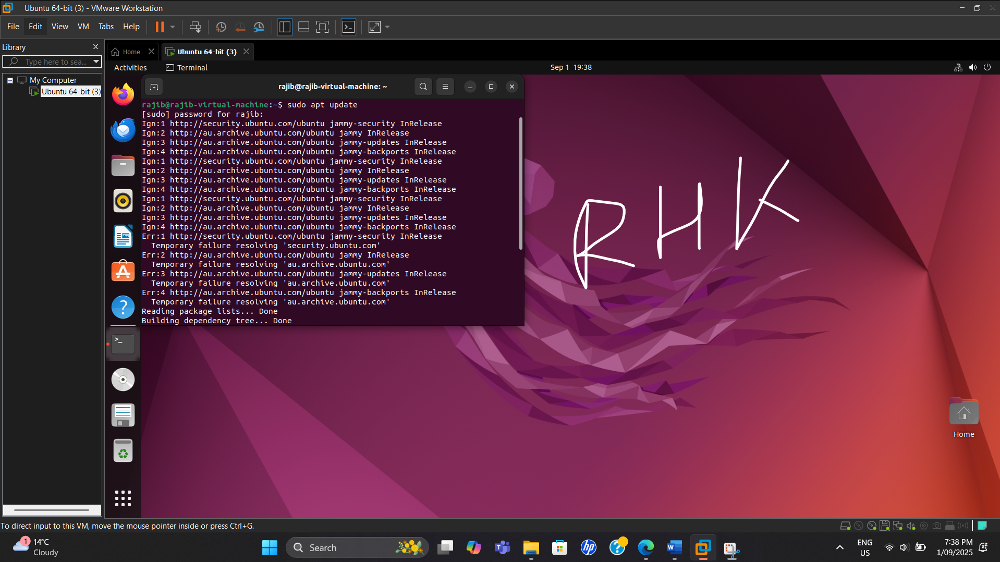 Ubuntu 64-bit (3) - VMware Workstation
File Edit View VM Tabs Help
Library
Type here to sea...
My Computer
Ubuntu 64-bit (3)
Home
Ubuntu 64-bit (3)
Activities
Terminal
Sep 1 19:38
rajib@rajib-virtual-machine: ~
rajib@rajib-virtual-machine:~$ sudo apt update
[sudo] password for rajib:
Ign:1 http://security.ubuntu.com/ubuntu jammy-security InRelease
Ign:2 http://au.archive.ubuntu.com/ubuntu jammy InRelease
Ign:3 http://au.archive.ubuntu.com/ubuntu jammy-updates InRelease
Ign:4 http://au.archive.ubuntu.com/ubuntu jammy-backports InRelease
Ign:1 http://security.ubuntu.com/ubuntu jammy-security InRelease
Ign:2 http://au.archive.ubuntu.com/ubuntu jammy InRelease
Ign:3 http://au.archive.ubuntu.com/ubuntu jammy-updates InRelease
Ign:4 http://au.archive.ubuntu.com/ubuntu jammy-backports InRelease
Ign:1 http://security.ubuntu.com/ubuntu jammy-security InRelease
Ign:2 http://au.archive.ubuntu.com/ubuntu jammy InRelease
Ign:3 http://au.archive.ubuntu.com/ubuntu jammy-updates InRelease
Ign:4 http://au.archive.ubuntu.com/ubuntu jammy-backports InRelease
Err:1 http://security.ubuntu.com/ubuntu jammy-security InRelease
Temporary failure resolving 'security.ubuntu.com'
Err:2 http://au.archive.ubuntu.com/ubuntu jammy InRelease
Temporary failure resolving 'au.archive.ubuntu.com'
Err:3 http://au.archive.ubuntu.com/ubuntu jammy-updates InRelease
Temporary failure resolving 'au.archive.ubuntu.com'
Err:4 http://au.archive.ubuntu.com/ubuntu jammy-backports InRelease
Temporary failure resolving 'au.archive.ubuntu.com'
Reading package lists... Done
Building dependency tree... Done
RHK
Home
To direct input to this VM, move the mouse pointer inside or press Ctrl+G.
1
14°C
Cloudy
Search
hp
ENG
US
7:38 PM
1/09/2025